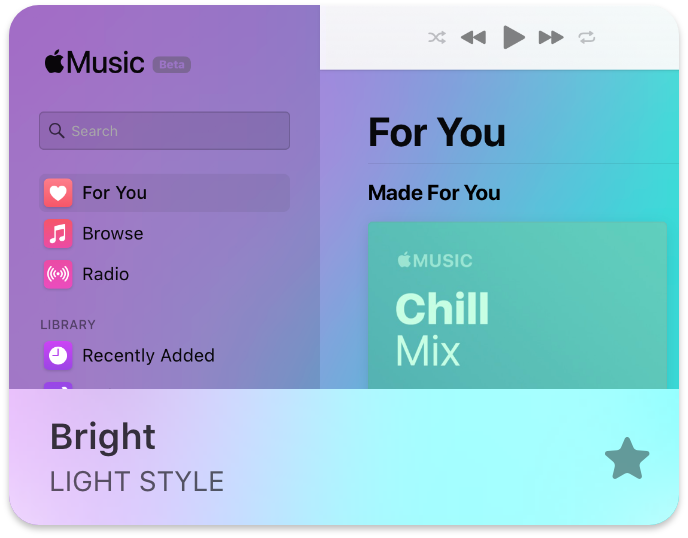 Music Beta
Search
For You
Browse
Radio
LIBRARY
Recently Added
For You
Made For You
MUSIC
Chill
Mix
Bright
LIGHT STYLE